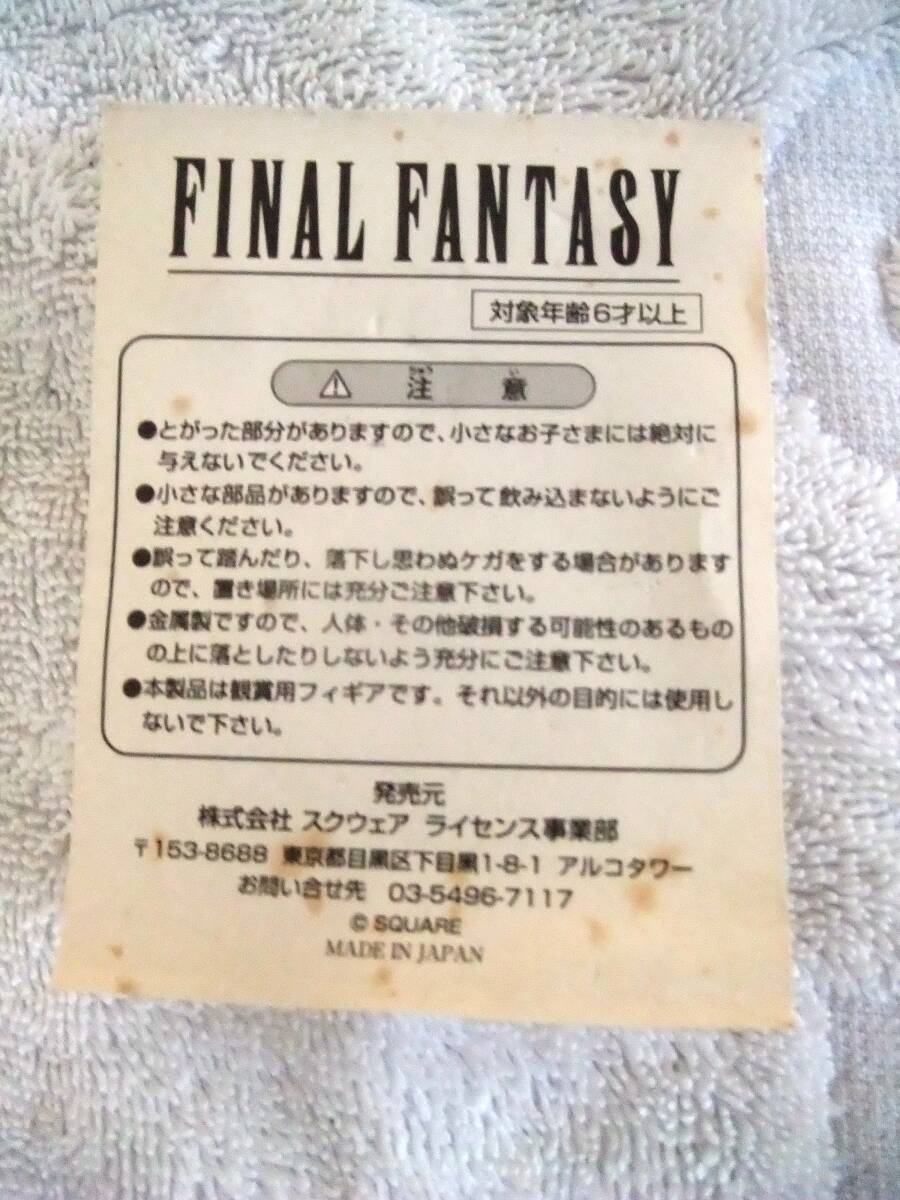 FINAL FANTASY
対象年齢6才以上
⚠ 注意
●とがった部分がありますので、小さなお子さまには絶対に
与えないでください。
●小さな部品がありますので、誤って飲み込まないようにご
注意ください。
●誤って踏んだり、落下し思わぬケガをする場合があります
ので、置き場所には充分ご注意下さい。
●金属製ですので、人体・その他破損する可能性のあるもの
の上に落としたりしないよう充分にご注意下さい。
●本製品は観賞用フィギアです。それ以外の目的には使用し
ないで下さい。
発売元
株式会社 スクウェア ライセンス事業部
〒153-8688 東京都目黒区下目黒1-8-1 アルコタワー
お問い合せ先 03-5496-7117
© SQUARE
MADE IN JAPAN